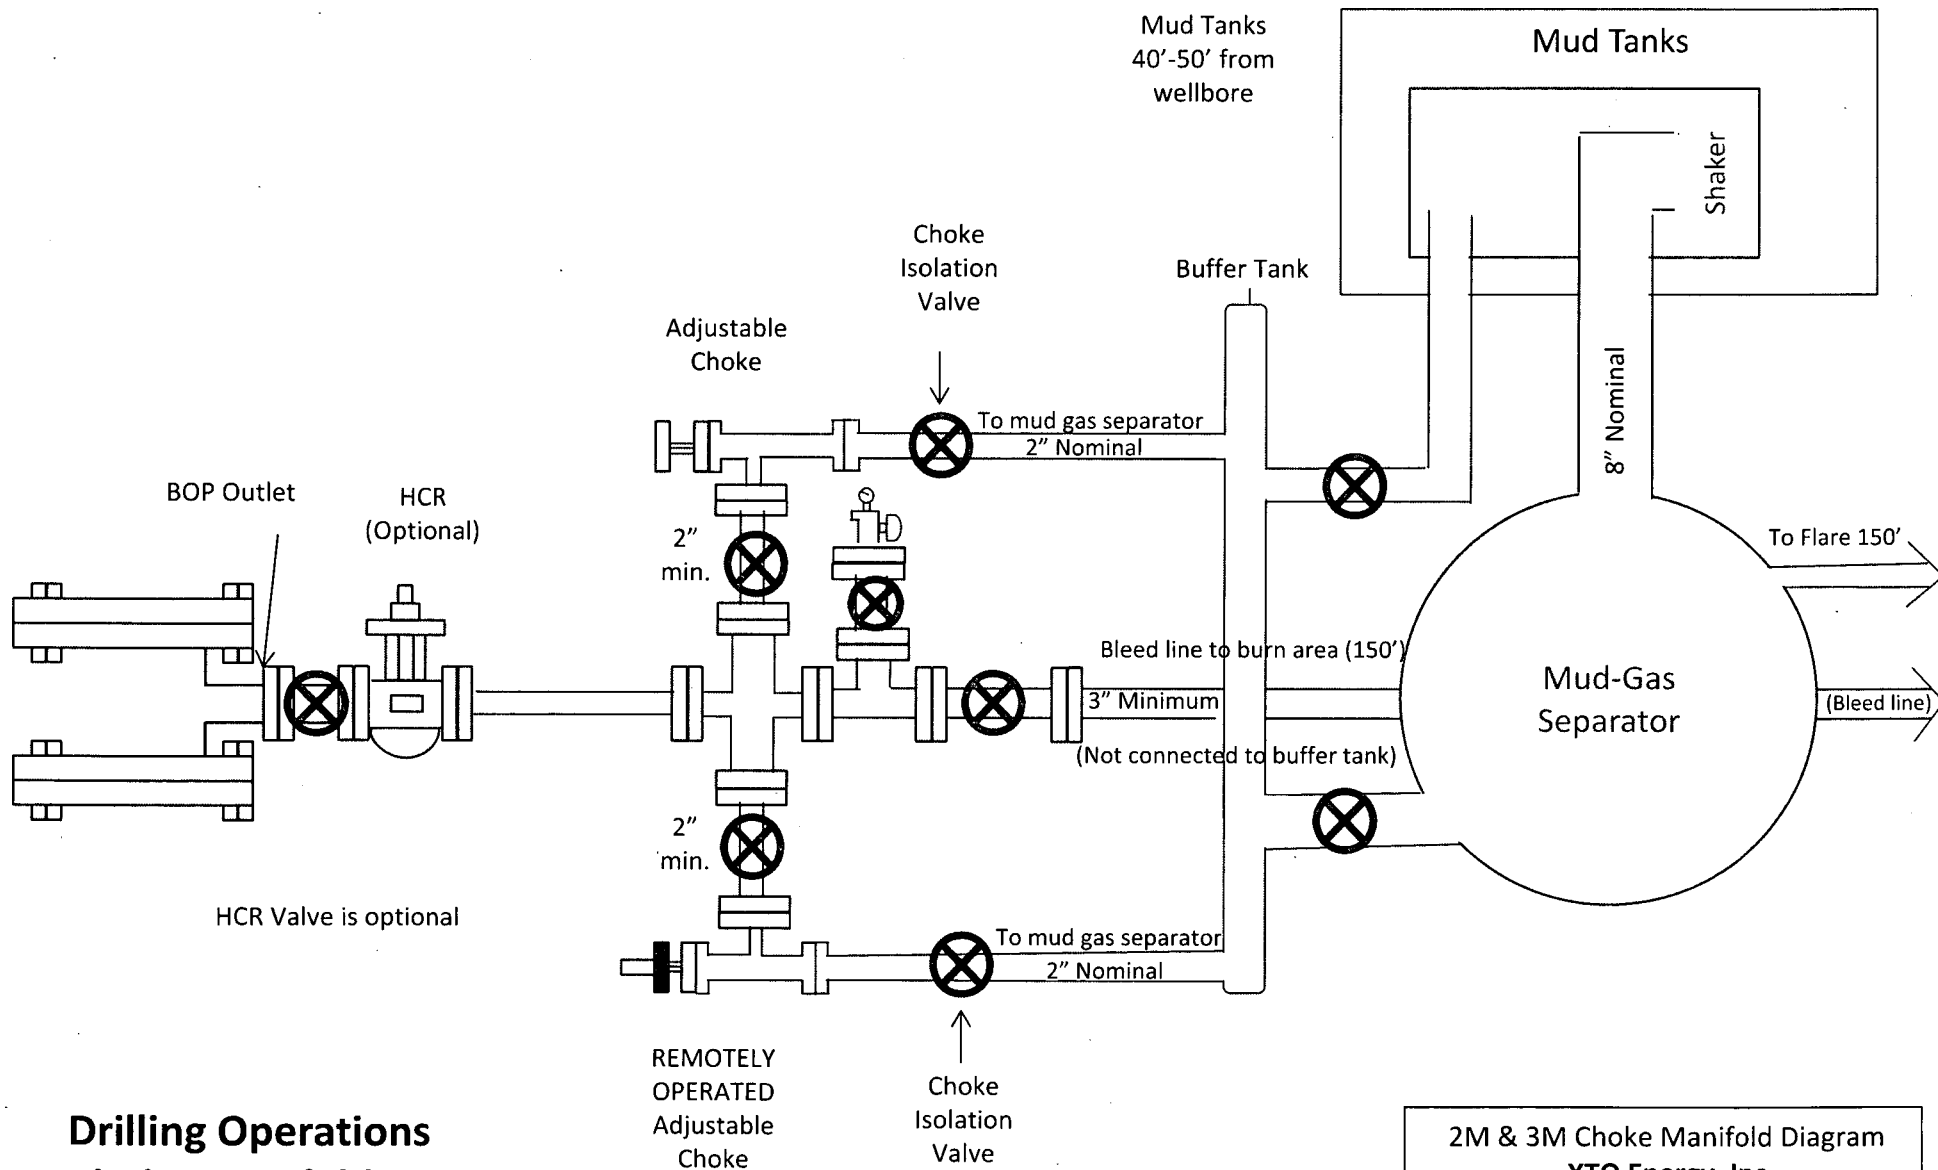 Mud Tanks
40'-50' from
wellbore
Mud Tanks
Shaker
Choke
Isolation
Valve
Buffer Tank
Adjustable
Choke
8" Nominal
To mud gas separator
2" Nominal
BOP Outlet
HCR
(Optional)
2"
min.
To Flare 150'
Bleed line to burn area (150')
3" Minimum
(Not connected to buffer tank)
Mud-Gas
Separator
(Bleed line)
2"
min.
HCR Valve is optional
To mud gas separator
2" Nominal
REMOTELY
OPERATED
Adjustable
Choke
Choke
Isolation
Valve
Drilling Operations
2M & 3M Choke Manifold Diagram
XTO Energy, Inc.